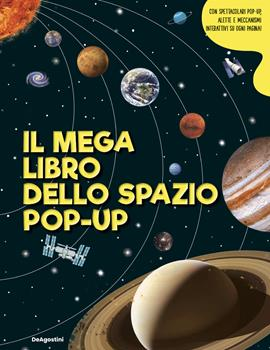 CON SPETTACOLARI POP-UP,
ALETTE E MECCANISMI
INTERATTIVI SU OGNI PAGINA!
IL MEGA
LIBRO
DELLO SPAZIO
POP-UP
DeAgostini